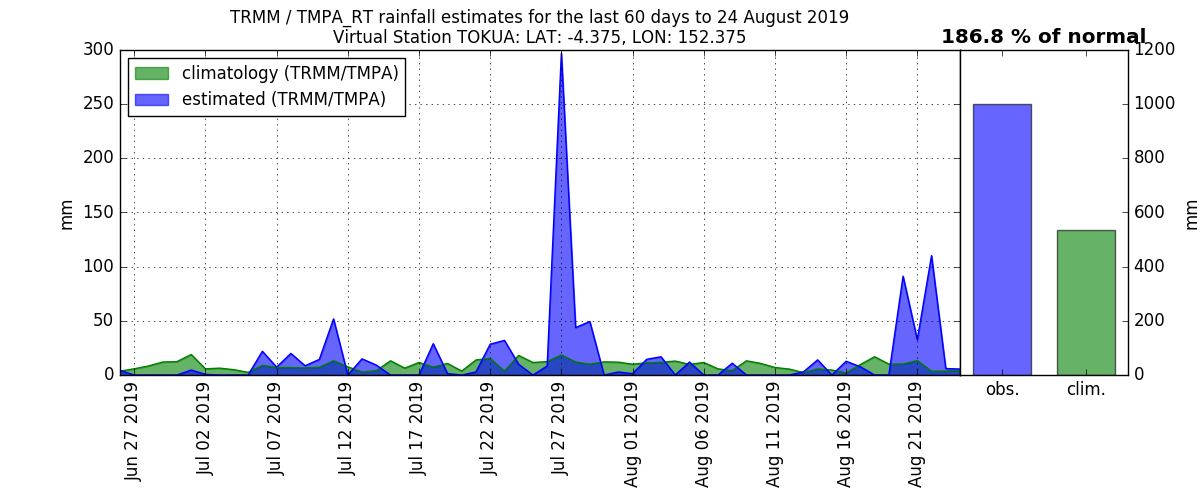 TRMM / TMPA_RT rainfall estimates for the last 60 days to 24 August 2019
Virtual Station TOKUA: LAT: -4.375, LON: 152.375
186.8 % of normal
climatology (TRMM/TMPA)
estimated (TRMM/TMPA)
300
250
200
150
100
50
0
mm
Jun 27 2019
Jul 02 2019
Jul 07 2019
Jul 12 2019
Jul 17 2019
Jul 22 2019
Jul 27 2019
Aug 01 2019
Aug 06 2019
Aug 11 2019
Aug 16 2019
Aug 21 2019
obs.
clim.
1200
1000
800
600
400
200
0
mm